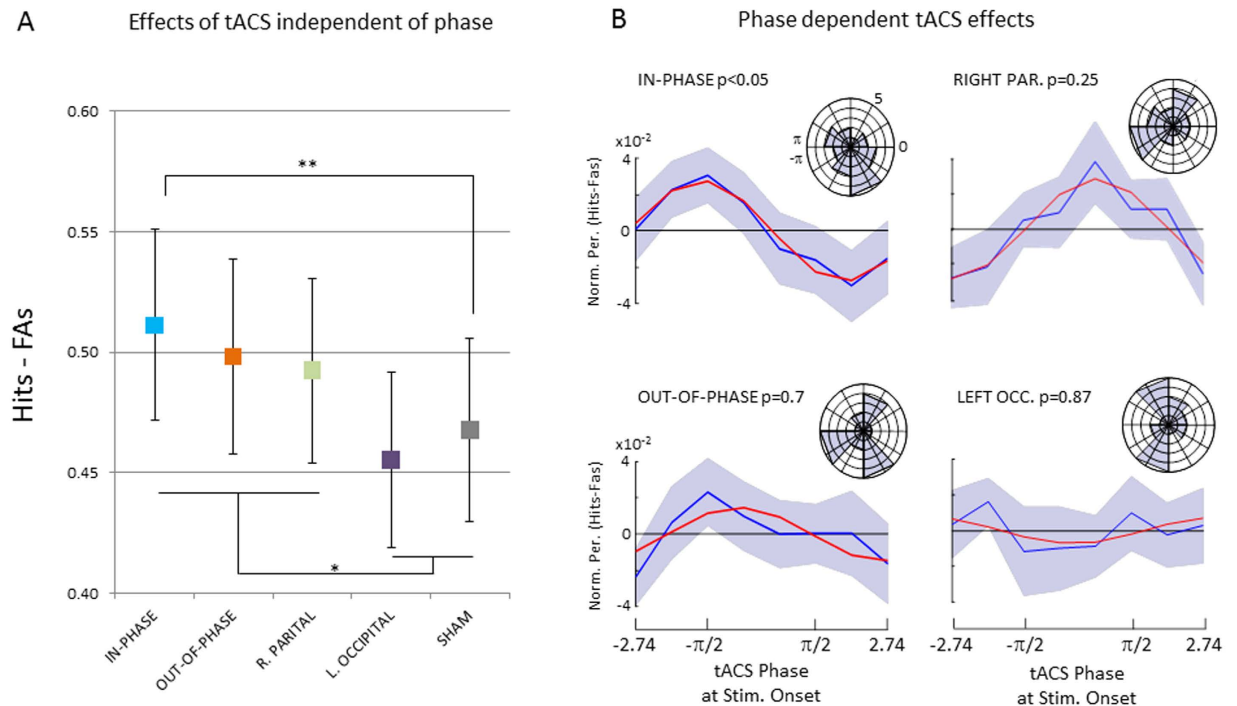 A
Effects of tACS independent of phase
Hits - FAs
0.60
0.55
0.50
0.45
0.40
**
*
IN-PHASE
OUT-OF-PHASE
R. PARITAL
L. OCCIPITAL
SHAM
B
Phase dependent tACS effects
IN-PHASE p<0.05
5
π
-π
0
x10-2
4
0
-4
Norm. Per. (Hits-Fas)
RIGHT PAR. p=0.25
OUT-OF-PHASE p=0.7
x10-2
4
0
-4
Norm. Per. (Hits-Fas)
-2.74 -π/2 π/2 2.74
tACS Phase
at Stim. Onset
LEFT OCC. p=0.87
-2.74 -π/2 π/2 2.74
tACS Phase
at Stim. Onset